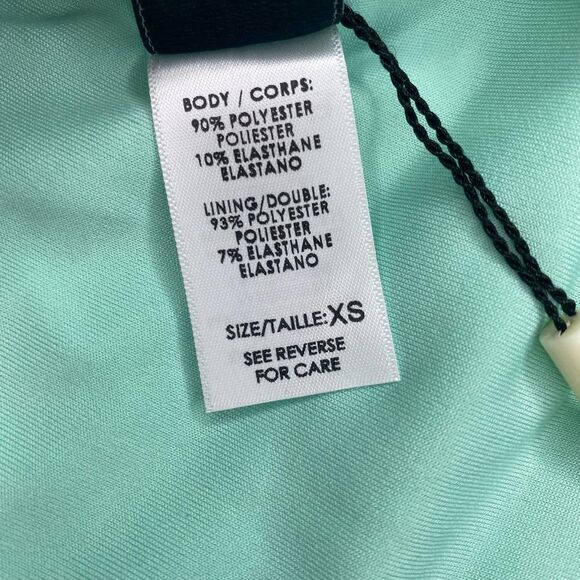 BODY / CORPS:
90% POLYESTER
POLIESTER
10% ELASTHANE
ELASTANO
LINING/DOUBLE:
93% POLYESTER
POLIESTER
7% ELASTHANE
ELASTANO
SIZE/TAILLE: XS
SEE REVERSE
FOR CARE